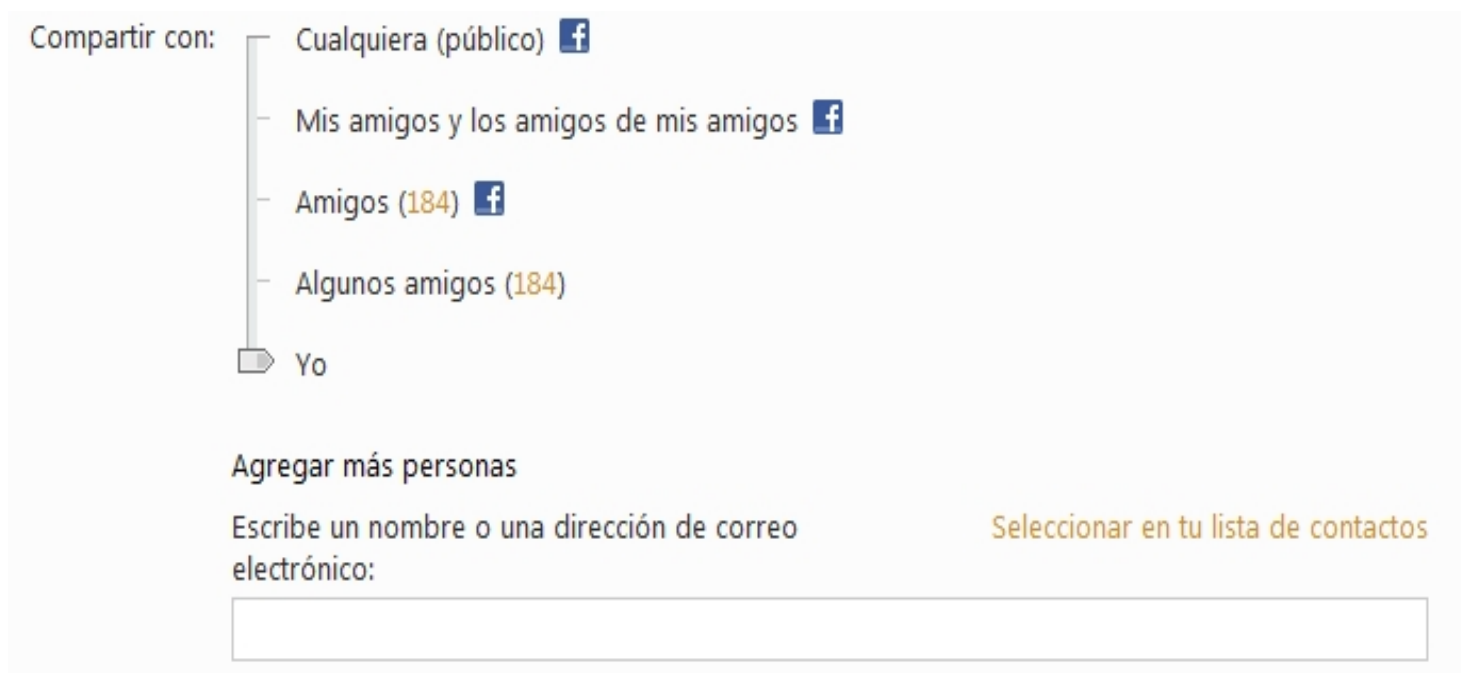 Compartir con: Cualquiera (público)
Mis amigos y los amigos de mis amigos
Amigos (184)
Algunos amigos (184)
Yo
Agregar más personas
Escribe un nombre o una dirección de correo Seleccionar en tu lista de contactos
electrónico: